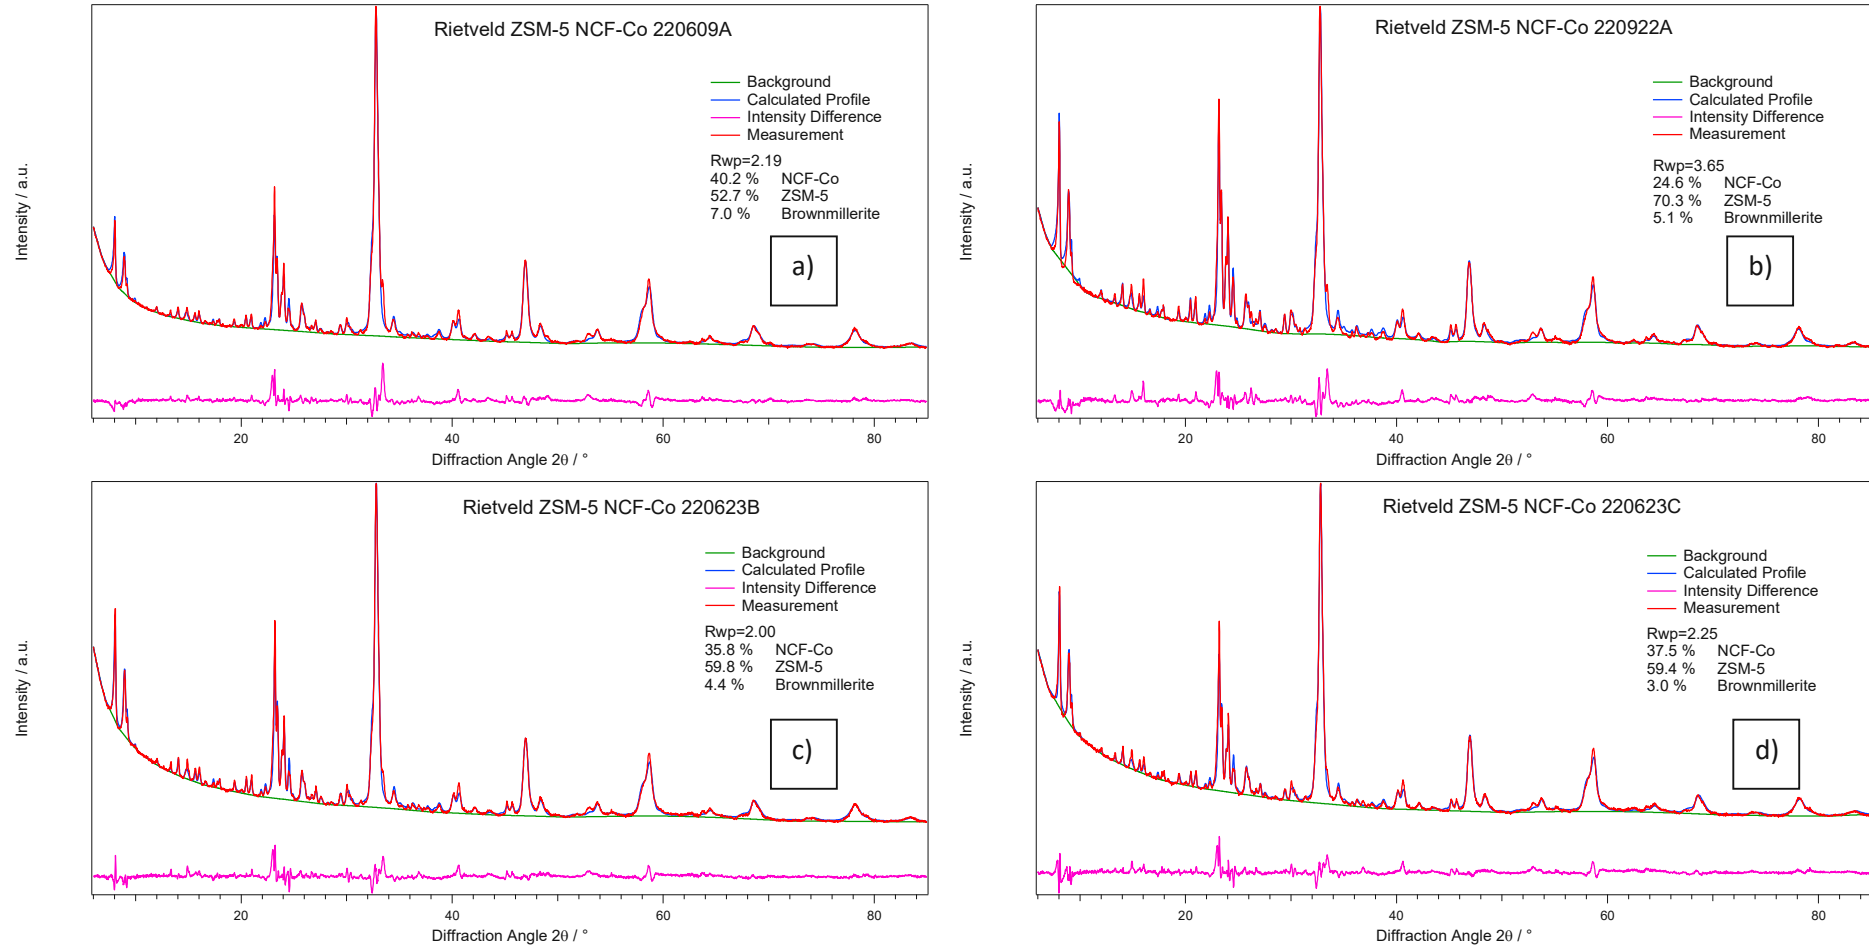 Rietveld ZSM-5 NCF-Co 220609A
Background
Calculated Profile
Intensity Difference
Measurement
Rwp=2.19
40.2 % NCF-Co
52.7 % ZSM-5
7.0 % Brownmillerite
a)
Intensity / a.u.
20 40 60 80
Diffraction Angle 2θ / °
Rietveld ZSM-5 NCF-Co 220922A
Background
Calculated Profile
Intensity Difference
Measurement
Rwp=3.65
24.6 % NCF-Co
70.3 % ZSM-5
5.1 % Brownmillerite
b)
Intensity / a.u.
20 40 60 80
Diffraction Angle 2θ / °
Rietveld ZSM-5 NCF-Co 220623B
Background
Calculated Profile
Intensity Difference
Measurement
Rwp=2.00
35.8 % NCF-Co
59.8 % ZSM-5
4.4 % Brownmillerite
c)
Intensity / a.u.
20 40 60 80
Diffraction Angle 2θ / °
Rietveld ZSM-5 NCF-Co 220623C
Background
Calculated Profile
Intensity Difference
Measurement
Rwp=2.25
37.5 % NCF-Co
59.4 % ZSM-5
3.0 % Brownmillerite
d)
Intensity / a.u.
20 40 60 80
Diffraction Angle 2θ / °